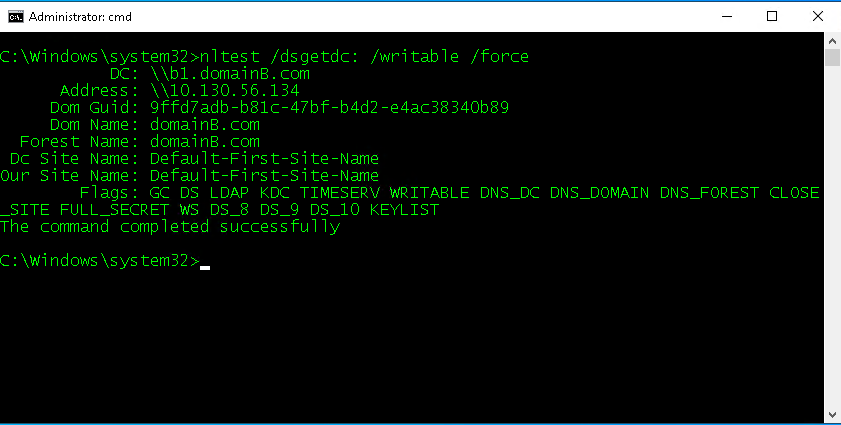 Administrator: cmd
C:\Windows\system32>nltest /dsgetdc: /writable /force
DC: \\b1.domainB.com
Address: \\10.130.56.134
Dom Guid: 9ffd7adb-b81c-47bf-b4d2-e4ac38340b89
Dom Name: domainB.com
Forest Name: domainB.com
Dc Site Name: Default-First-Site-Name
Our Site Name: Default-First-Site-Name
Flags: GC DS LDAP KDC TIMESERV WRITABLE DNS_DC DNS_DOMAIN DNS_FOREST CLOSE
_SITE FULL_SECRET WS DS_8 DS_9 DS_10 KEYLIST
The command completed successfully
C:\Windows\system32>